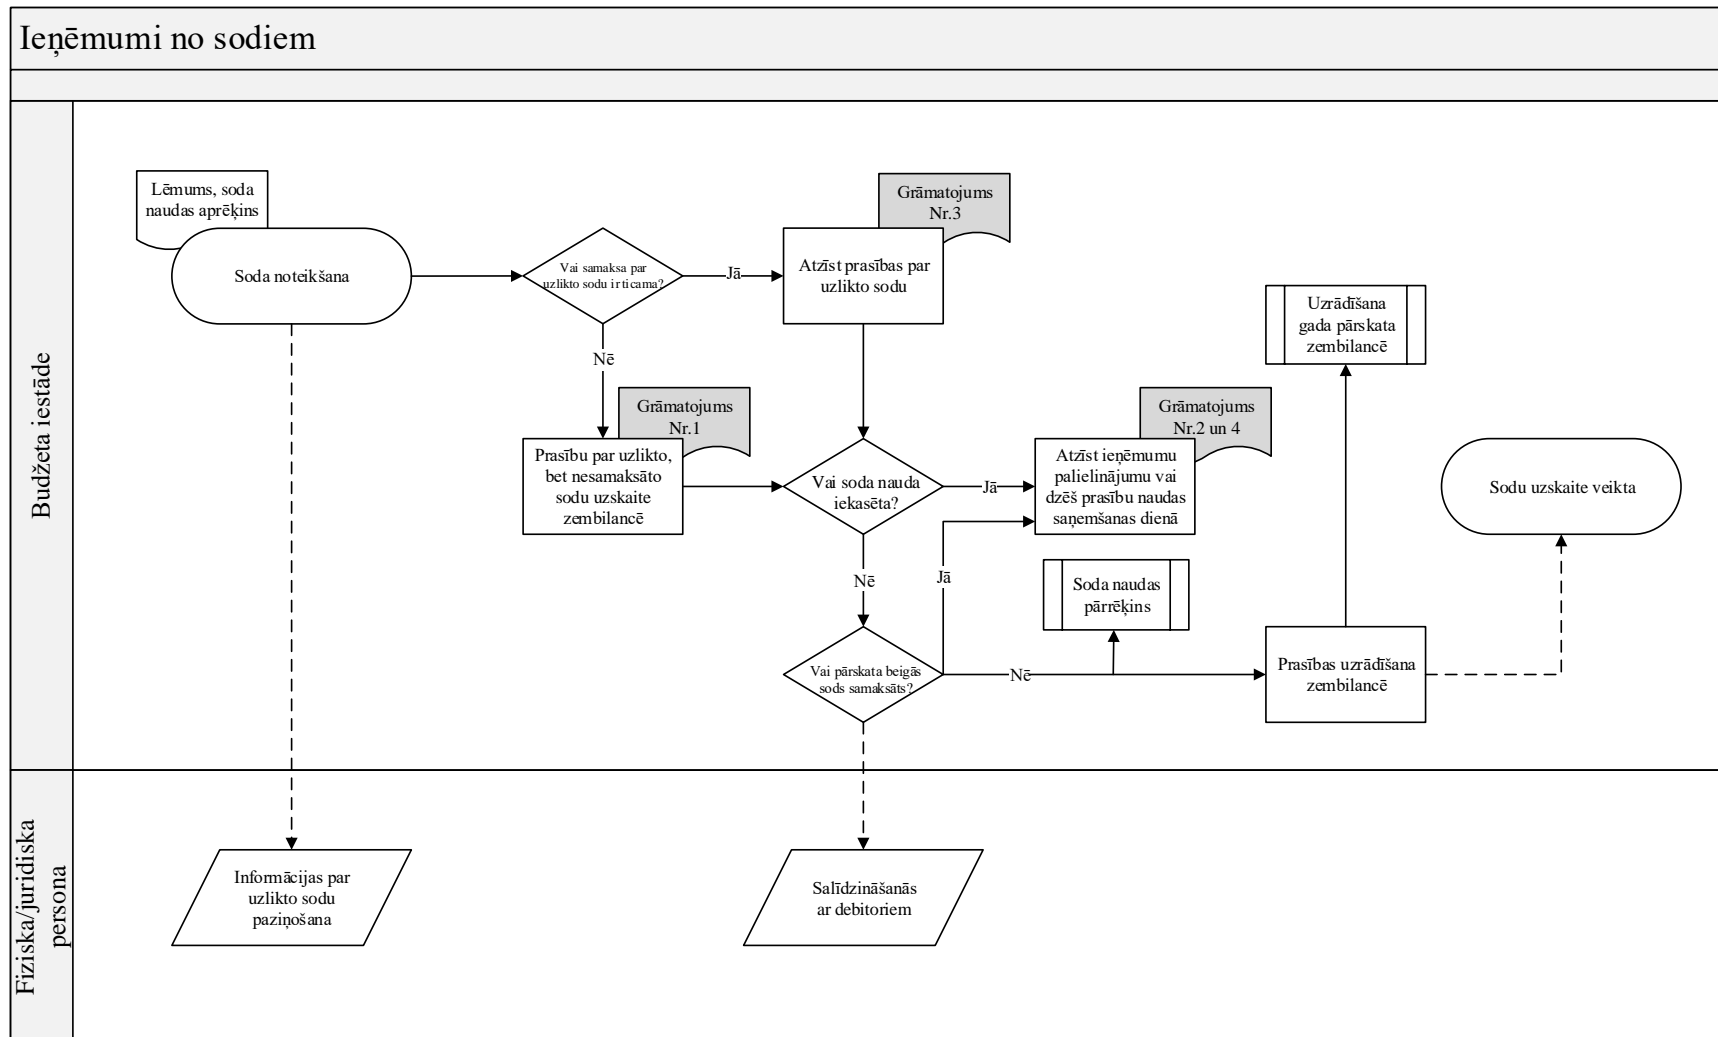 Ieņēmumi no sodiem
Budžeta iestāde
Lēmums, soda
naudas aprēķins
Soda noteikšana
Vai samaksa par
uzlikto sodu ir ticama?
Jā
Nē
Grāmatojums
Nr.3
Atzīst prasības par
uzlikto sodu
Grāmatojums
Nr.1
Prasību par uzlikto,
bet nesamaksāto
sodu uzskaite
zembilancē
Vai soda nauda
iekasēta?
Jā
Nē
Grāmatojums
Nr.2 un 4
Atzīst ieņēmumu
palielinājumu vai
dzēš prasību naudas
saņemšanas dienā
Jā
Vai pārskata beigās
sods samaksāts?
Nē
Soda naudas
pārrēķins
Uzrādīšana
gada pārskata
zembilancē
Prasības uzrādīšana
zembilancē
Sodu uzskaite veikta
Fiziska/juridiska
persona
Informācijas par
uzlikto sodu
paziņošana
Salīdzināšanās
ar debitoriem